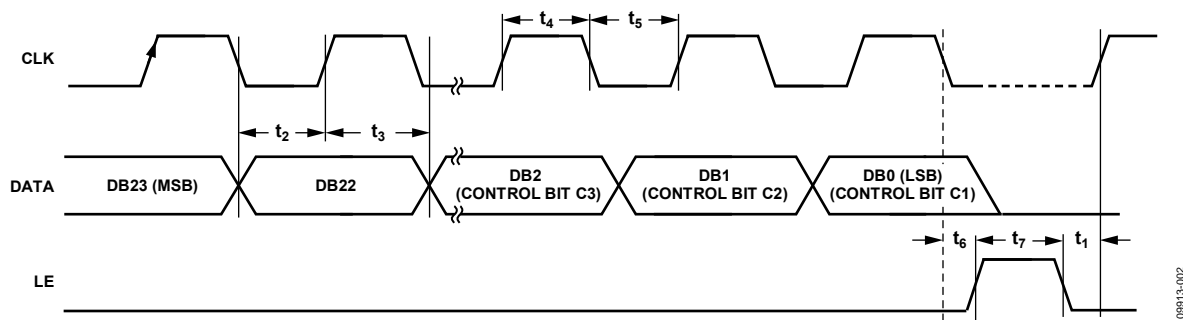 t4 t5
CLK
t2 t3
DATA
DB23 (MSB)
DB22
DB2
(CONTROL BIT C3)
DB1
(CONTROL BIT C2)
DB0 (LSB)
(CONTROL BIT C1)
t6 t7 t1
LE
09913-002